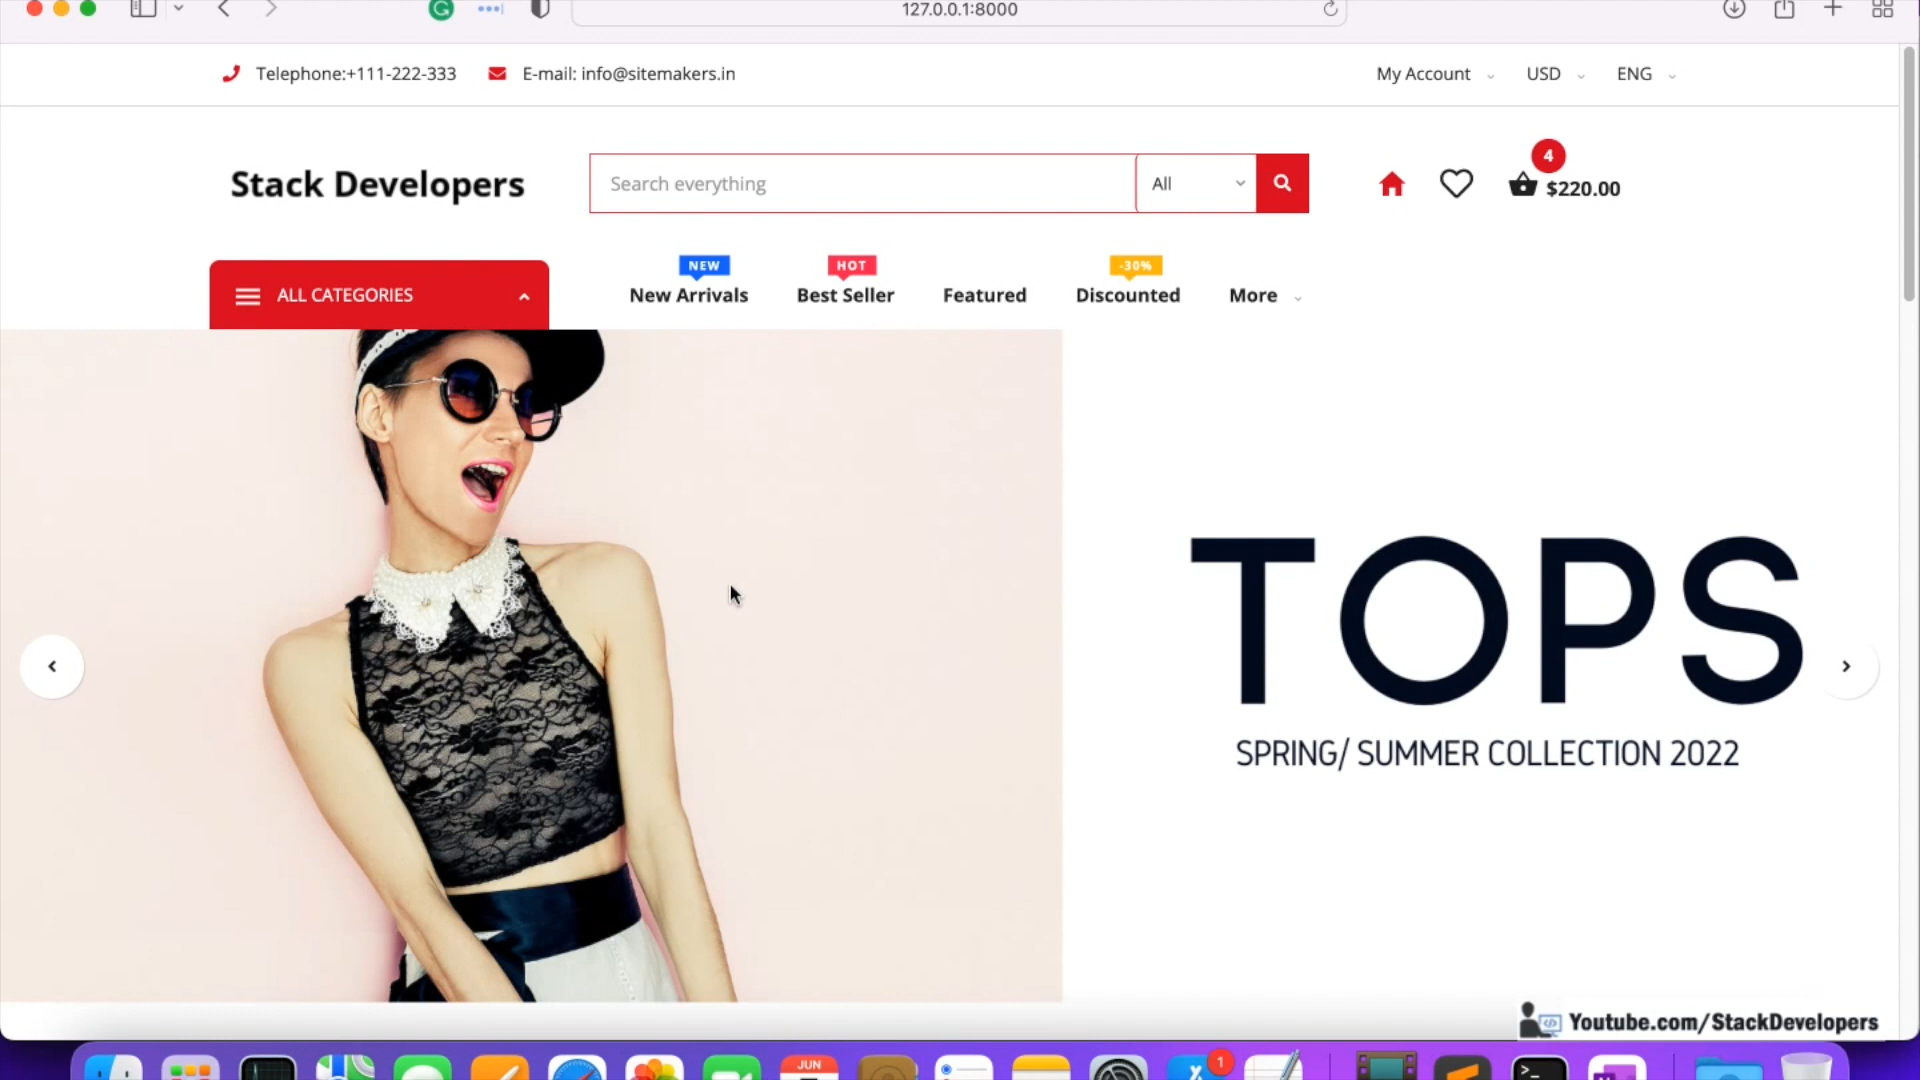 127.0.0.1:8000
Telephone:+111-222-333
E-mail: info@sitemakers.in
My Account
USD
ENG
Stack Developers
Search everything
All
4
$220.00
NEW
HOT
-30%
ALL CATEGORIES
New Arrivals
Best Seller
Featured
Discounted
More
TOPS
SPRING/ SUMMER COLLECTION 2022
Youtube.com/StackDevelopers
JUN
1